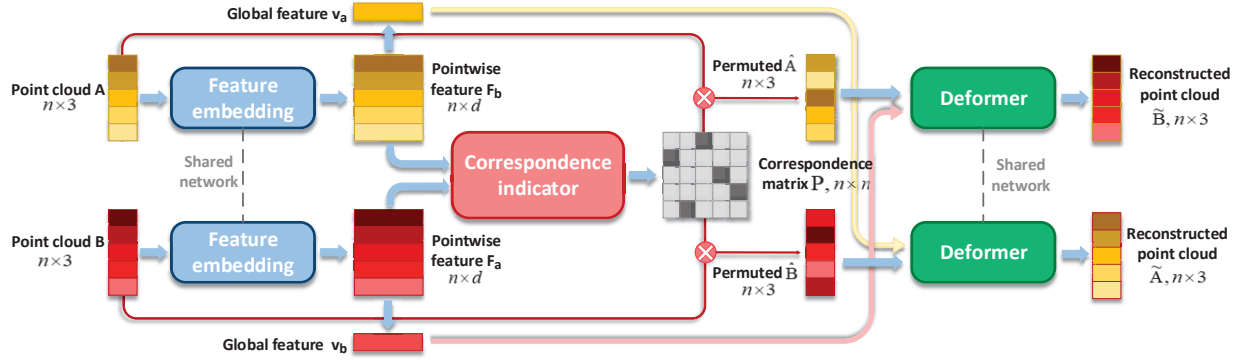 Global feature vₐ
Point cloud A
n×3
Feature
embedding
Pointwise
feature F_b
n×d
Permuted Â
n×3
Deformer
Reconstructed
point cloud
B̃, n×3
Shared
network
Correspondence
indicator
Correspondence
matrix P, n×n
Shared
network
Point cloud B
n×3
Feature
embedding
Pointwise
feature Fₐ
n×d
Permuted B̂
n×3
Deformer
Reconstructed
point cloud
Ã, n×3
Global feature v_b